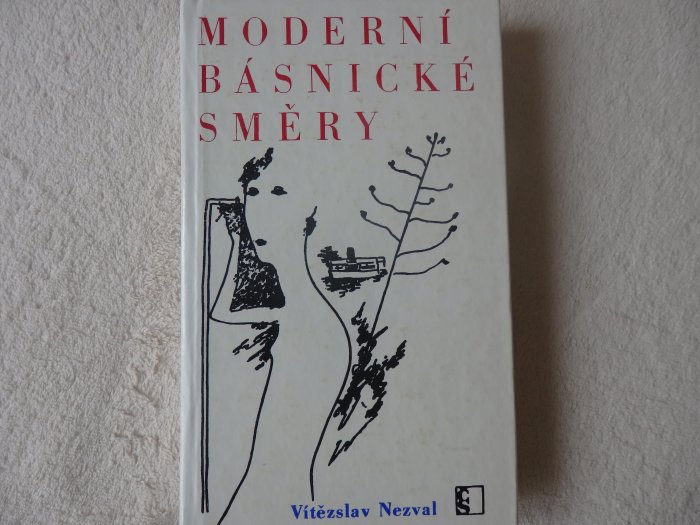 MODERNÍ
BÁSNICKÉ
SMĚRY
Vítězslav Nezval
ČS